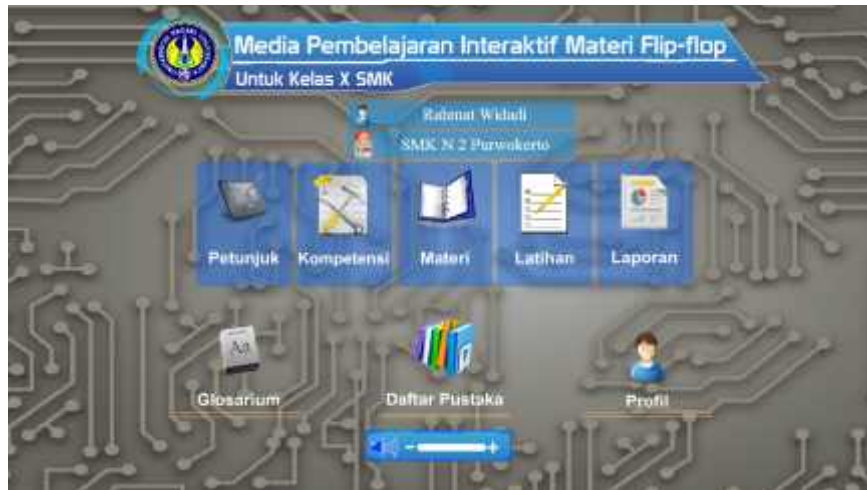 Media Pembelajaran Interaktif Materi Flip-flop
Untuk Kelas X SMK
Rahmat Widadi
SMK N 2 Purwokerto
Petunjuk
Kompetensi
Materi
Latihan
Laporan
Aa
Glosarium
Daftar Pustaka
Profil
- +